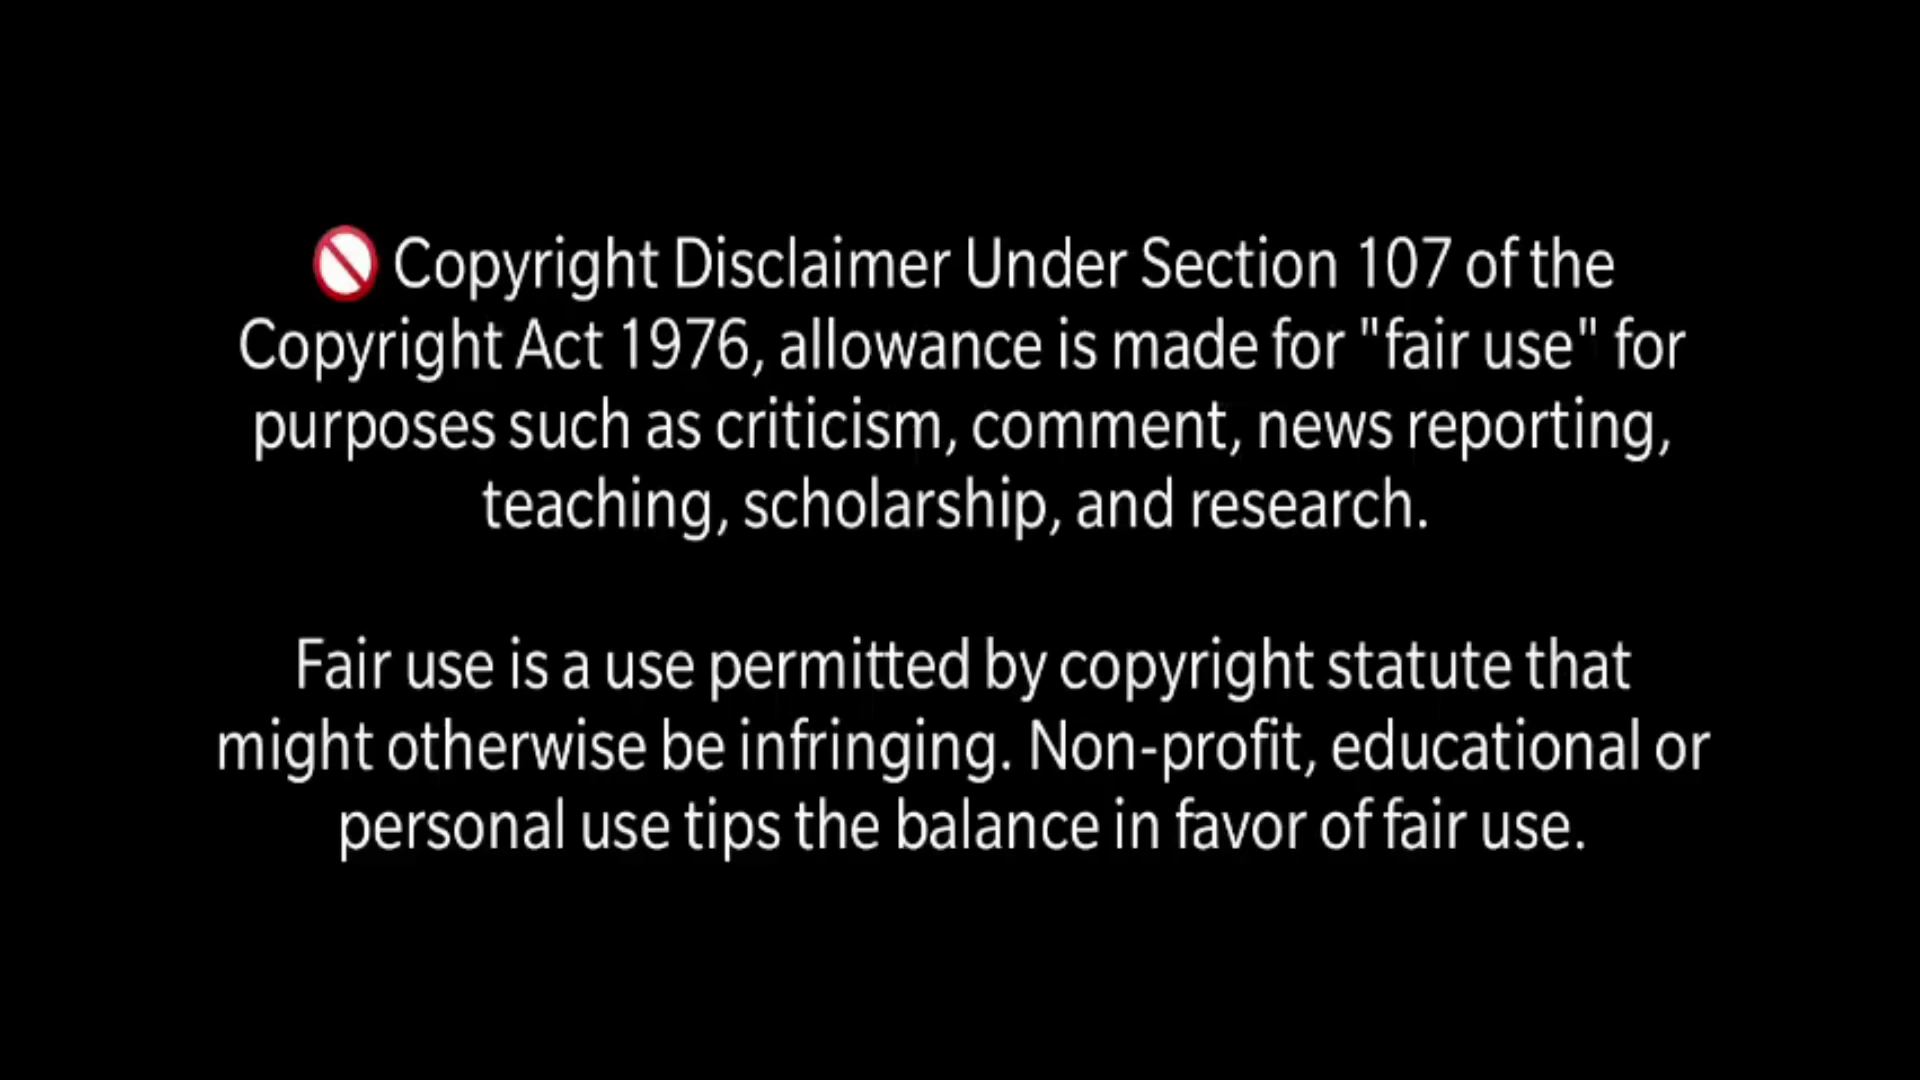 🚫 Copyright Disclaimer Under Section 107 of the
Copyright Act 1976, allowance is made for "fair use" for
purposes such as criticism, comment, news reporting,
teaching, scholarship, and research.
Fair use is a use permitted by copyright statute that
might otherwise be infringing. Non-profit, educational or
personal use tips the balance in favor of fair use.